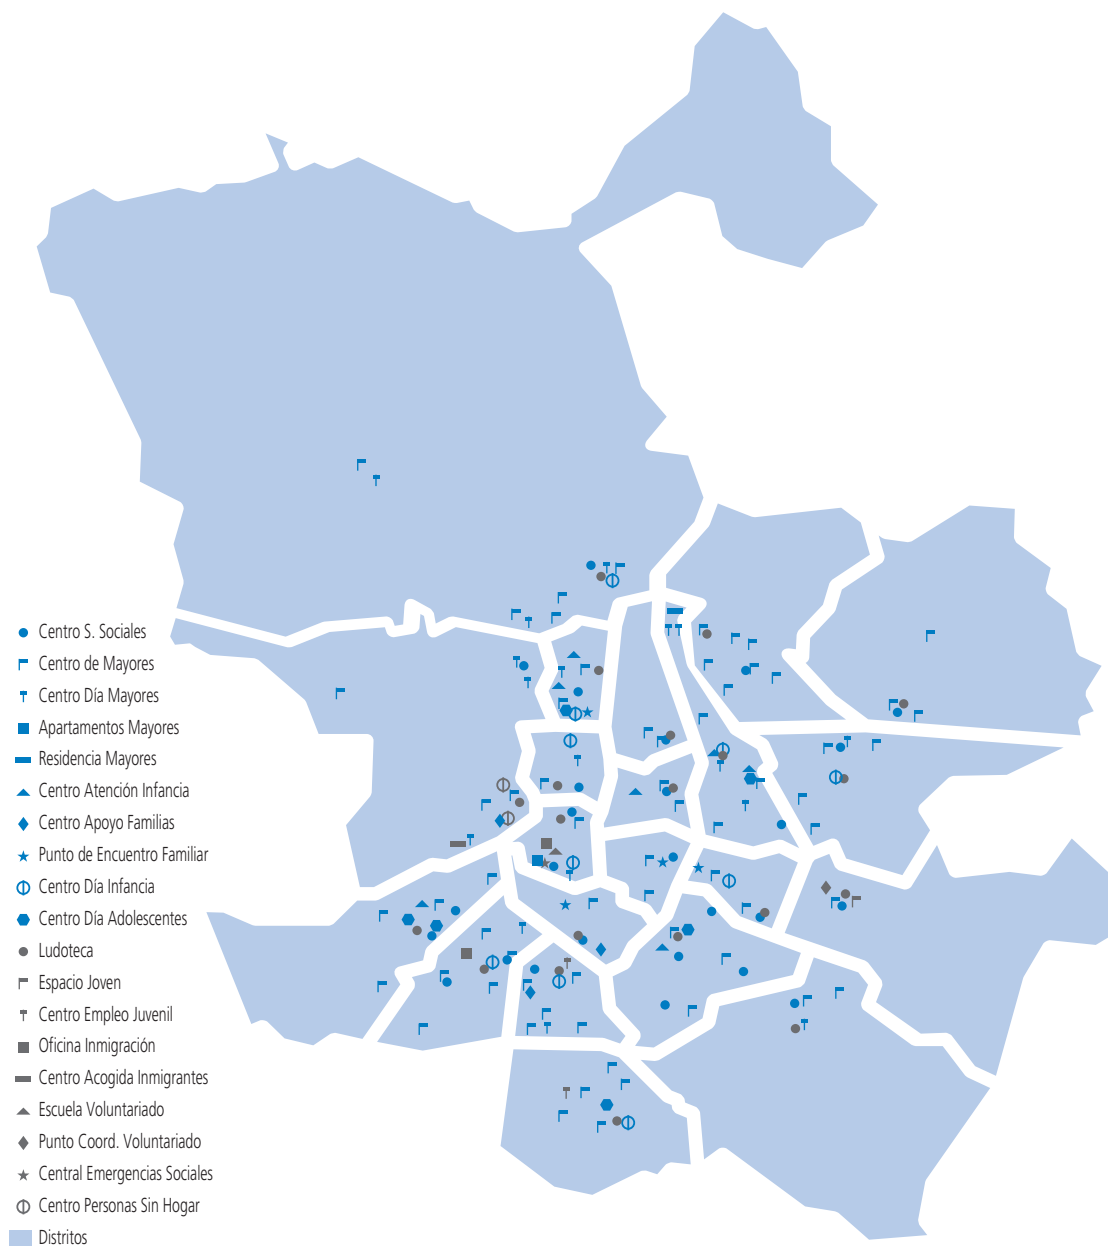 Centro S. Sociales
Centro de Mayores
Centro Día Mayores
Apartamentos Mayores
Residencia Mayores
Centro Atención Infancia
Centro Apoyo Familias
Punto de Encuentro Familiar
Centro Día Infancia
Centro Día Adolescentes
Ludoteca
Espacio Joven
Centro Empleo Juvenil
Oficina Inmigración
Centro Acogida Inmigrantes
Escuela Voluntariado
Punto Coord. Voluntariado
Central Emergencias Sociales
Centro Personas Sin Hogar
Distritos